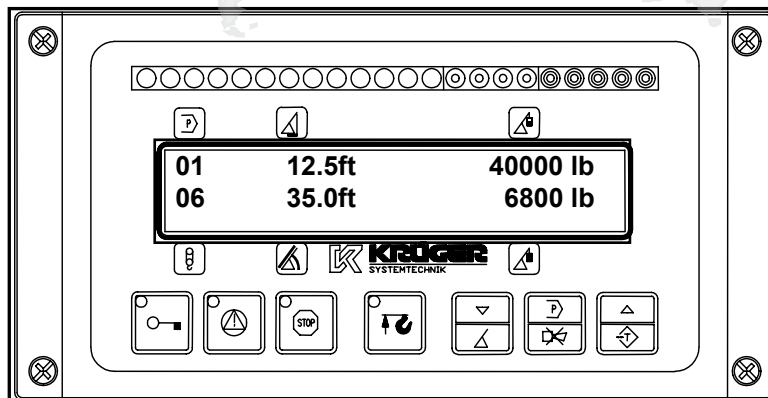 P
01 12.5ft 40000 lb
06 35.0ft 6800 lb
K KRÜGER
SYSTEMTECHNIK
STOP
P
T